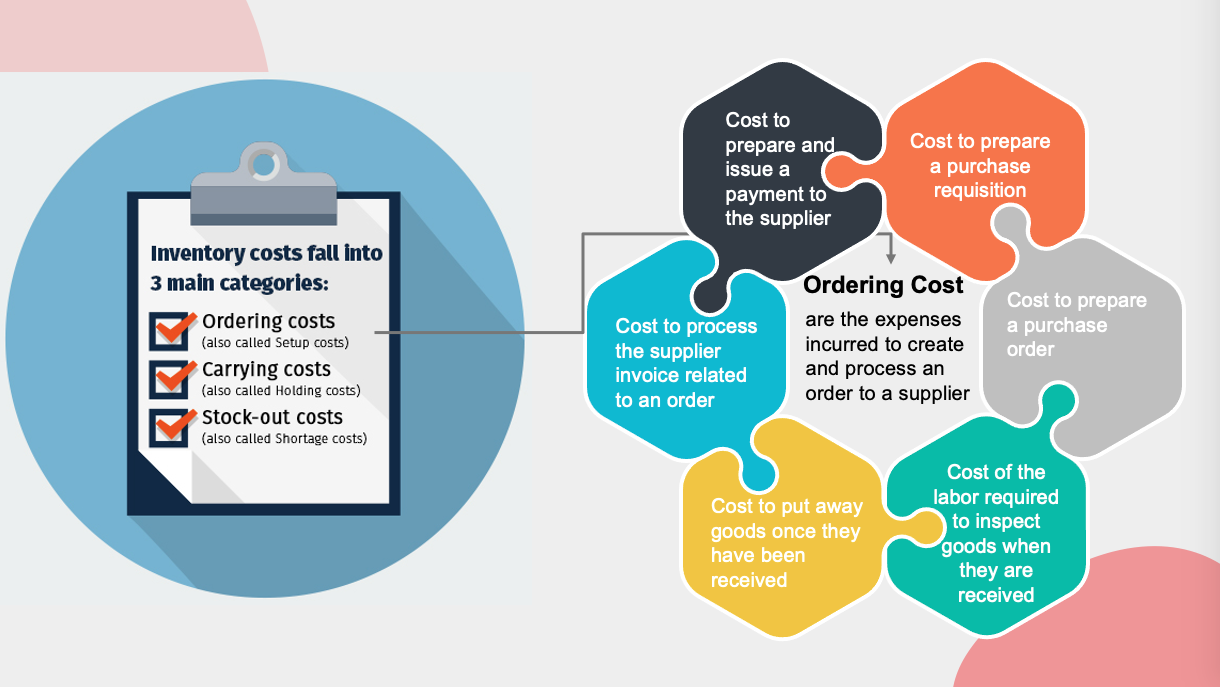 Inventory costs fall into
3 main categories:
Ordering costs
(also called Setup costs)
Carrying costs
(also called Holding costs)
Stock-out costs
(also called Shortage costs)
Ordering Cost
are the expenses
incurred to create
and process an
order to a supplier
Cost to prepare
a purchase
requisition
Cost to prepare
a purchase
order
Cost of the
labor required
to inspect
goods when
they are
received
Cost to put away
goods once they
have been
received
Cost to process
the supplier
invoice related
to an order
Cost to
prepare and
issue a
payment to
the supplier